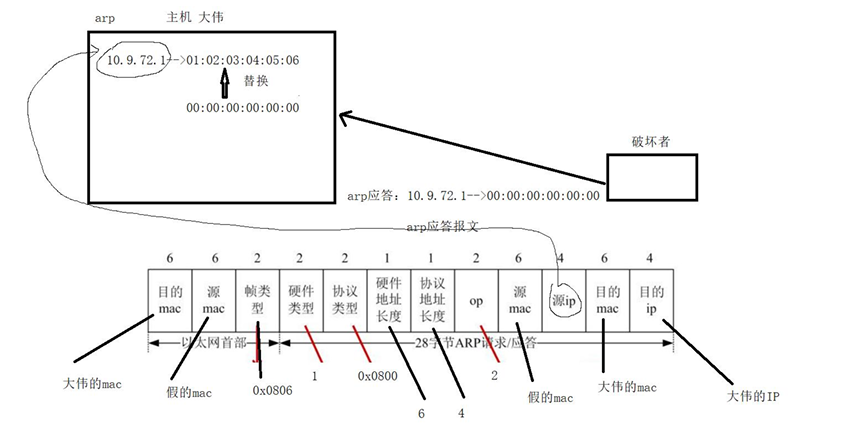 arp 主机 大伟
10.9.72.1-->01:02:03:04:05:06
替换
00:00:00:00:00:00
破坏者
arp应答：10.9.72.1-->00:00:00:00:00:00
arp应答报文
6 6 2 2 2 1 1 2 6 4 6 4
目的mac
源mac
帧类型
硬件类型
协议类型
硬件地址长度
协议地址长度
op
源mac
源ip
目的mac
目的ip
以太网首部
28字节ARP请求/应答
大伟的mac
假的mac
0x0806
1
0x0800
6
4
2
假的mac
大伟的mac
大伟的IP